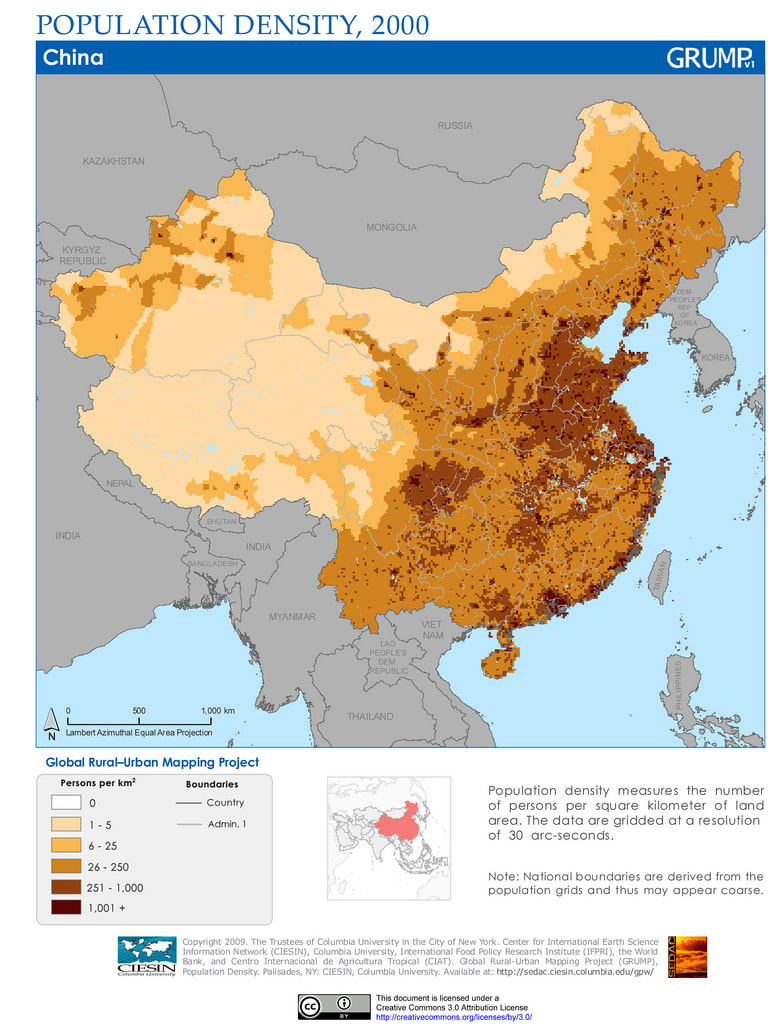 POPULATION DENSITY, 2000
China
GRUMPv1
RUSSIA
KAZAKHSTAN
MONGOLIA
KYRGYZ
REPUBLIC
DEM.
PEOPLE'S
REP.
OF
KOREA
KOREA
NEPAL
BHUTAN
INDIA
INDIA
BANGLADESH
TAIWAN
MYANMAR
VIET
NAM
LAO
PEOPLE'S
DEM.
REPUBLIC
PHILIPPINES
THAILAND
0 500 1,000 km
N
Lambert Azimuthal Equal Area Projection
Global Rural–Urban Mapping Project
Persons per km2
0
1 - 5
6 - 25
26 - 250
251 - 1,000
1,001 +
Boundaries
Country
Admin. 1
Population density measures the number
of persons per square kilometer of land
area. The data are gridded at a resolution
of 30 arc-seconds.
Note: National boundaries are derived from the
population grids and thus may appear coarse.
CIESIN
Columbia University
Copyright 2009. The Trustees of Columbia University in the City of New York. Center for International Earth Science
Information Network (CIESIN), Columbia University, International Food Policy Research Institute (IFPRI), the World
Bank, and Centro Internacional de Agricultura Tropical (CIAT). Global Rural-Urban Mapping Project (GRUMP),
Population Density. Palisades, NY: CIESIN, Columbia University. Available at: http://sedac.ciesin.columbia.edu/gpw/
SEDAC
cc
BY
This document is licensed under a
Creative Commons 3.0 Attribution License
http://creativecommons.org/licenses/by/3.0/